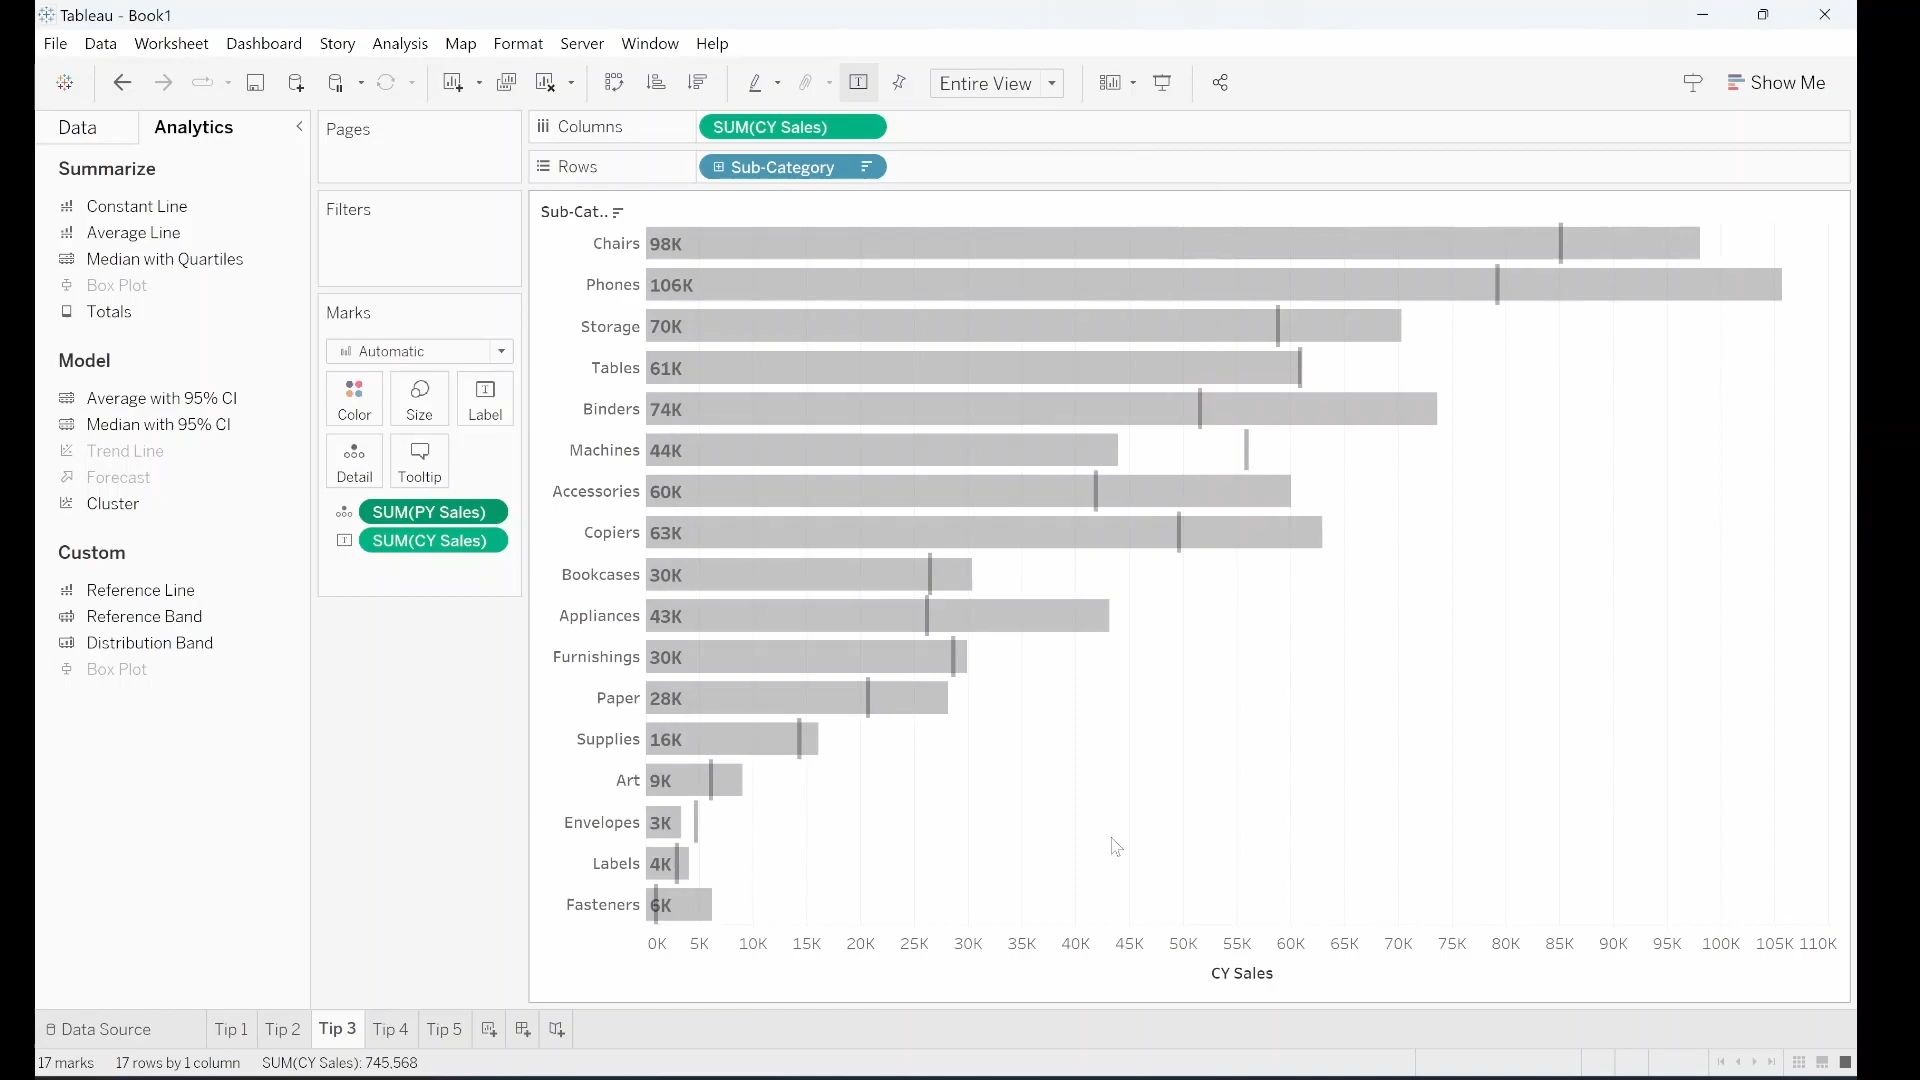 Tableau - Book1
File Data Worksheet Dashboard Story Analysis Map Format Server Window Help
Entire View
Show Me
Data
Analytics
Summarize
Constant Line
Average Line
Median with Quartiles
Box Plot
Totals
Model
Average with 95% CI
Median with 95% CI
Trend Line
Forecast
Cluster
Custom
Reference Line
Reference Band
Distribution Band
Box Plot
Pages
Filters
Marks
Automatic
Color Size Label
Detail Tooltip
SUM(PY Sales)
SUM(CY Sales)
Columns SUM(CY Sales)
Rows Sub-Category
Sub-Cat..
Chairs 98K
Phones 106K
Storage 70K
Tables 61K
Binders 74K
Machines 44K
Accessories 60K
Copiers 63K
Bookcases 30K
Appliances 43K
Furnishings 30K
Paper 28K
Supplies 16K
Art 9K
Envelopes 3K
Labels 4K
Fasteners 6K
0K 5K 10K 15K 20K 25K 30K 35K 40K 45K 50K 55K 60K 65K 70K 75K 80K 85K 90K 95K 100K 105K 110K
CY Sales
Data Source Tip 1 Tip 2 Tip 3 Tip 4 Tip 5
17 marks 17 rows by 1 column SUM(CY Sales): 745,568